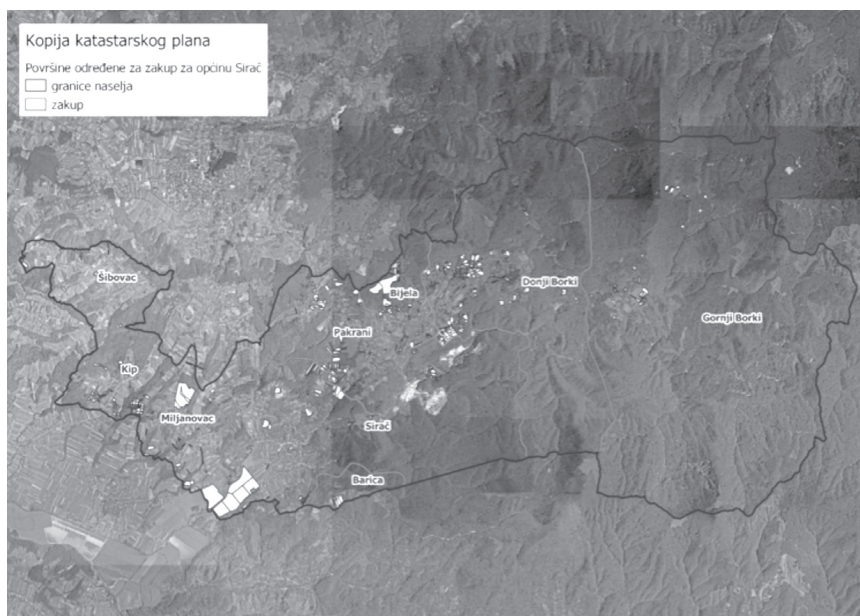 Kopija katastarskog plana
Površine određene za zakup za općinu Sirač
granice naselja
zakup
Šibovac
Bijela
Donji Borki
Gornji Borki
Pakrani
Kip
Miljanovac
Sirač
Barica